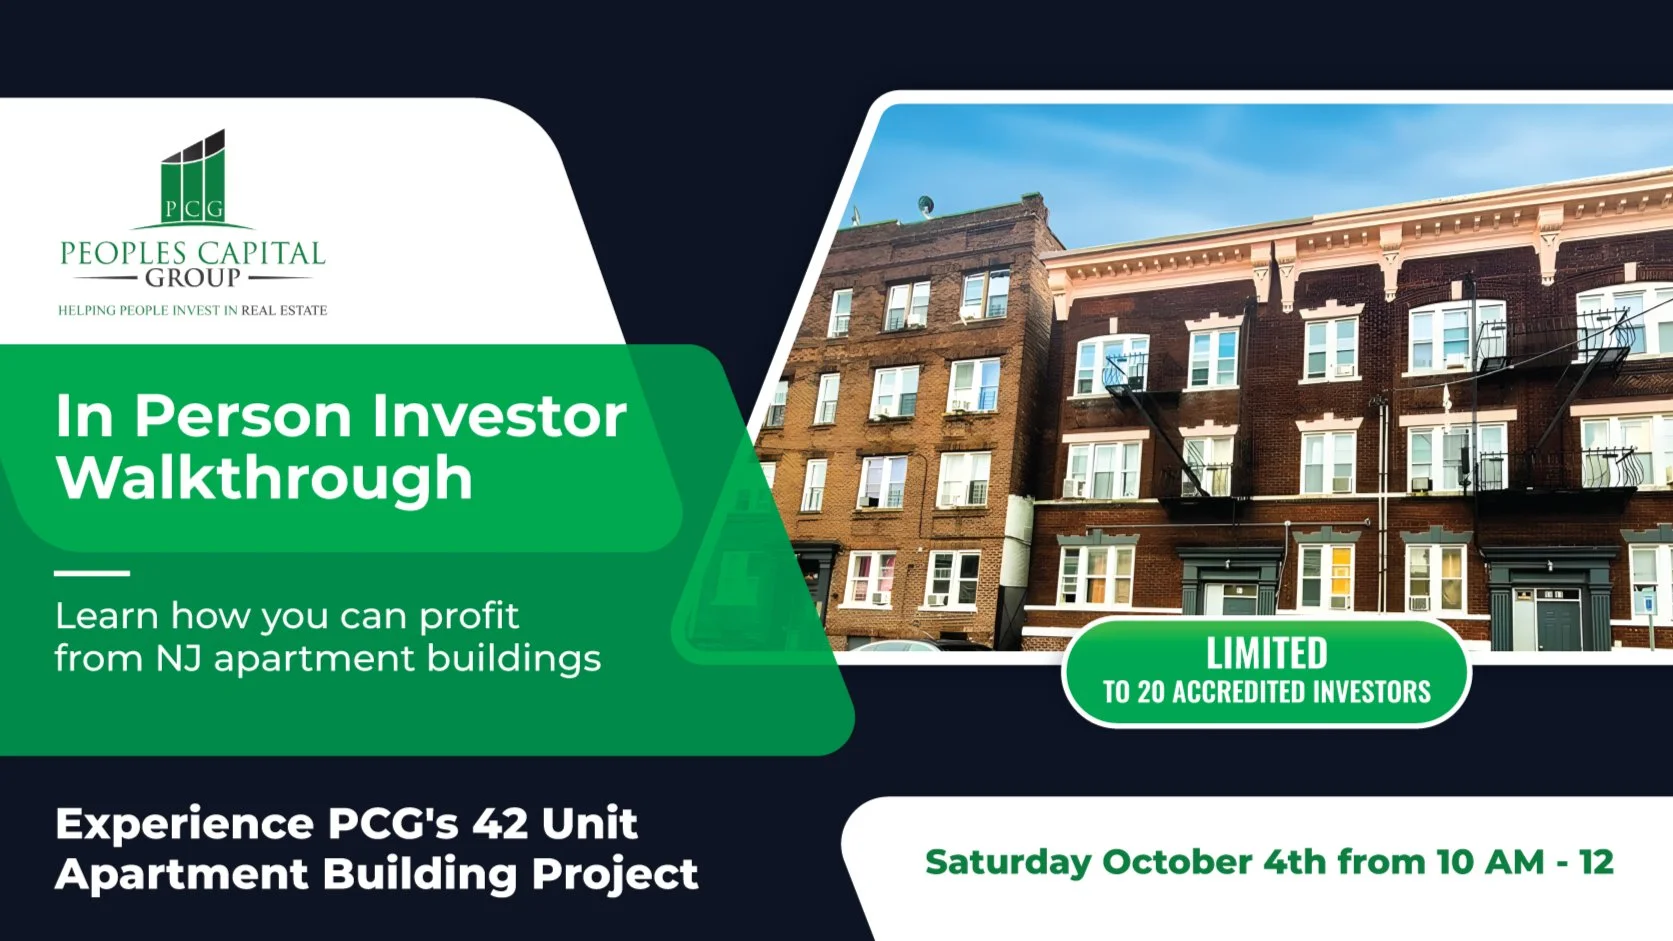 PCG
PEOPLES CAPITAL
GROUP
HELPING PEOPLE INVEST IN REAL ESTATE
In Person Investor
Walkthrough
Learn how you can profit
from NJ apartment buildings
LIMITED
TO 20 ACCREDITED INVESTORS
Experience PCG's 42 Unit
Apartment Building Project
Saturday October 4th from 10 AM - 12